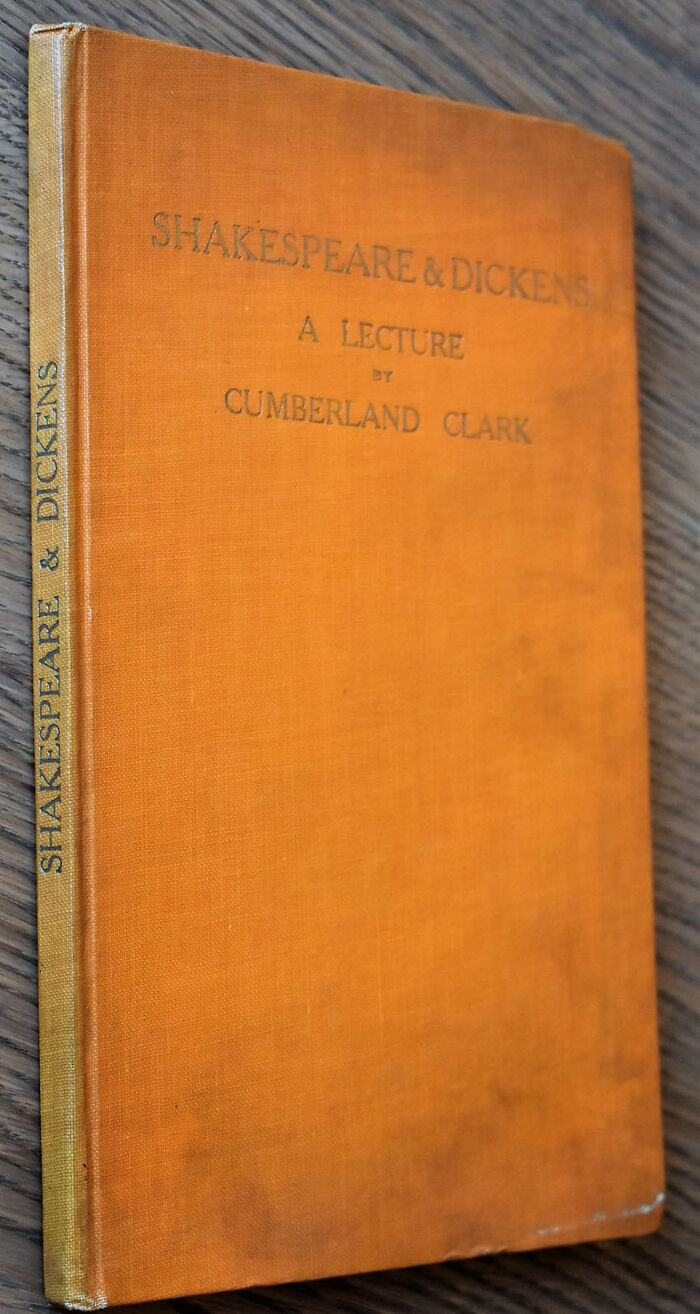 SHAKESPEARE & DICKENS
A LECTURE
BY
CUMBERLAND CLARK
SHAKESPEARE & DICKENS